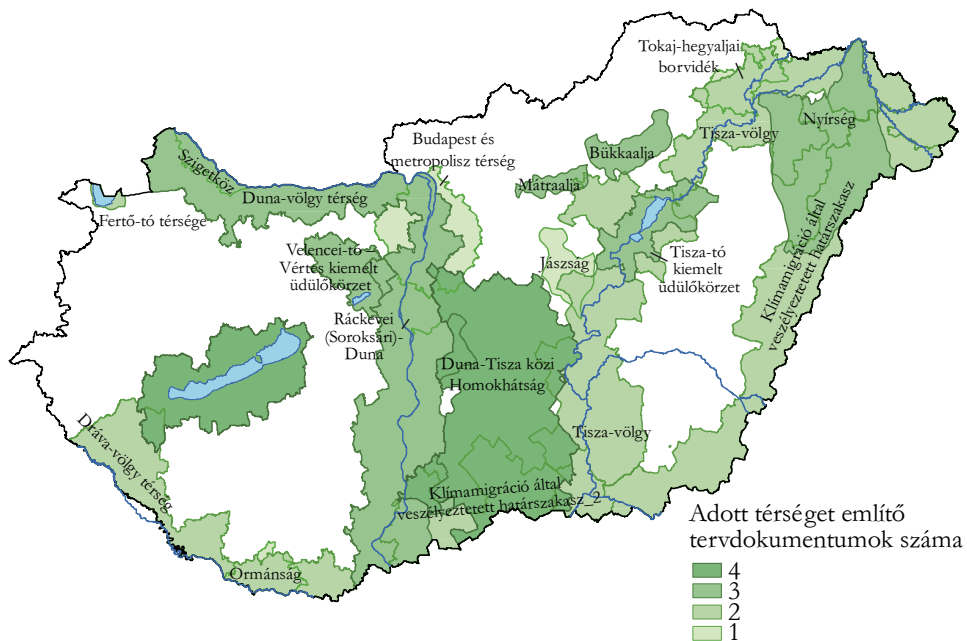 Tokaj-hegyaljai
borvidék
Tisza-völgy
Nyírség
Budapest és
metropolisz térség
Bükkaalja
Mátraalja
Szigetköz
Duna-völgy térség
Fertő-tó térsége
Velencei-tó
Vértes kiemelt
üdülőkörzet
Jászság
Tisza-tó
kiemelt
üdülőkörzet
Klímamigráció által
veszélyeztetett határszakasz
Ráckevei
(Soroksári)-
Duna
Duna-Tisza közi
Homokhátság
Dráva-völgy térség
Tisza-völgy
Klímamigráció által
veszélyeztetett határszakasz_2
Ormánság
Adott térséget említő
tervdokumentumok száma
4
3
2
1